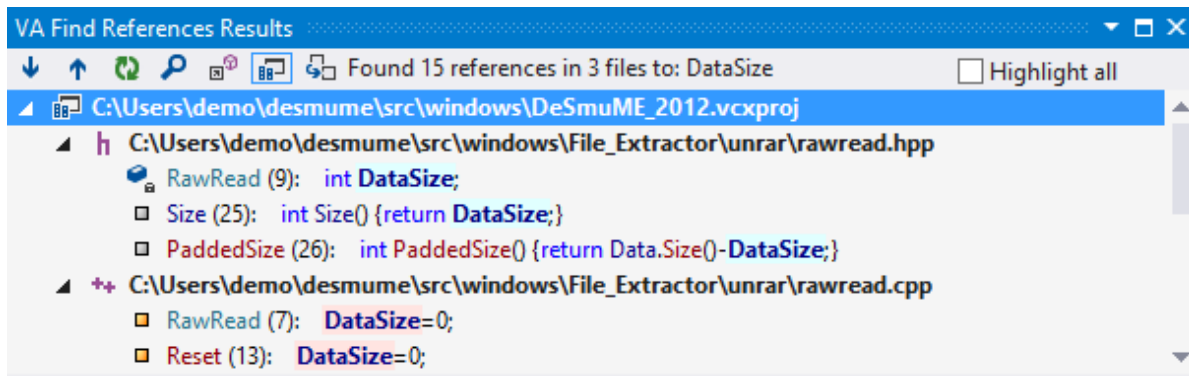 VA Find References Results
Found 15 references in 3 files to: DataSize Highlight all
C:\Users\demo\desmume\src\windows\DeSmuME_2012.vcxproj
C:\Users\demo\desmume\src\windows\File_Extractor\unrar\rawread.hpp
RawRead (9): int DataSize;
Size (25): int Size() {return DataSize;}
PaddedSize (26): int PaddedSize() {return Data.Size()-DataSize;}
C:\Users\demo\desmume\src\windows\File_Extractor\unrar\rawread.cpp
RawRead (7): DataSize=0;
Reset (13): DataSize=0;